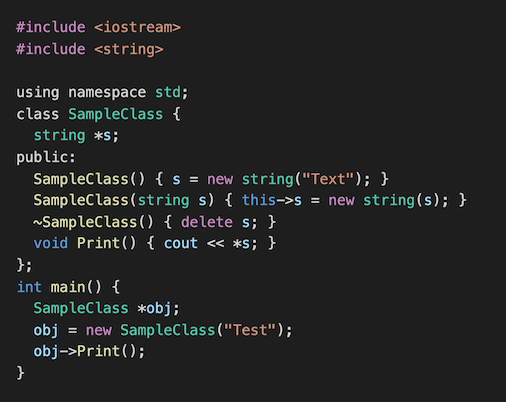 #include <iostream>
#include <string>

using namespace std;
class SampleClass {
  string *s;
public:
  SampleClass() { s = new string("Text"); }
  SampleClass(string s) { this->s = new string(s); }
  ~SampleClass() { delete s; }
  void Print() { cout << *s; }
};
int main() {
  SampleClass *obj;
  obj = new SampleClass("Test");
  obj->Print();
}